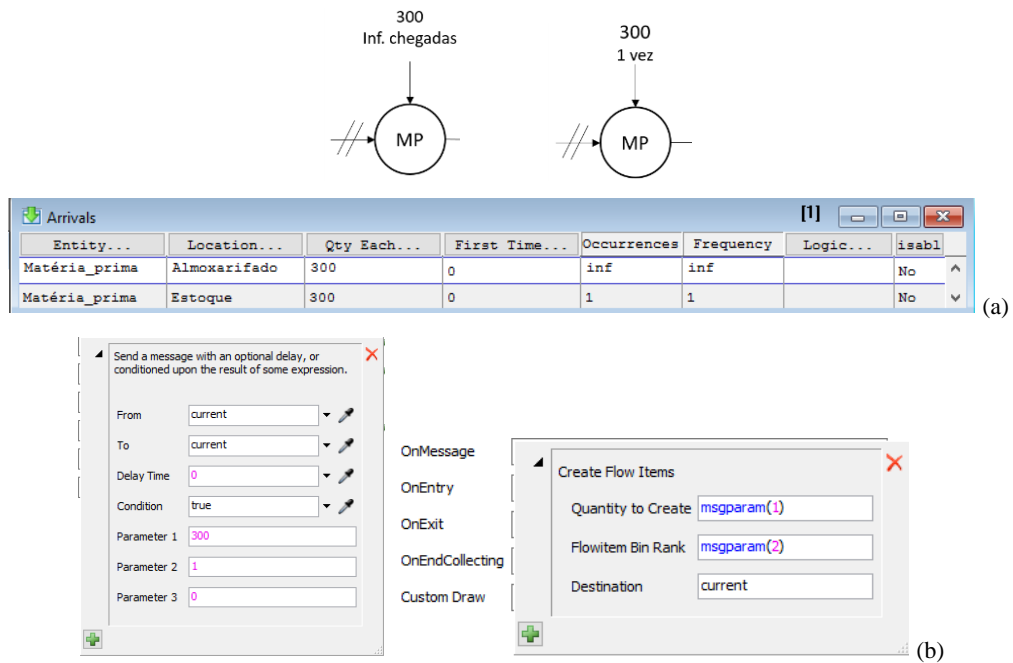 300
Inf. chegadas
300
1 vez
MP
MP
Arrivals [1]
Entity... Location... Qty Each... First Time... Occurrences Frequency Logic... isabl
Matéria_prima Almoxarifado 300 0 inf inf No
Matéria_prima Estoque 300 0 1 1 No
(a)
Send a message with an optional delay, or
conditioned upon the result of some expression.
From current
To current
Delay Time 0
Condition true
Parameter 1 300
Parameter 2 1
Parameter 3 0
OnMessage
OnEntry
OnExit
OnEndCollecting
Custom Draw
Create Flow Items
Quantity to Create msgparam(1)
Flowitem Bin Rank msgparam(2)
Destination current
(b)